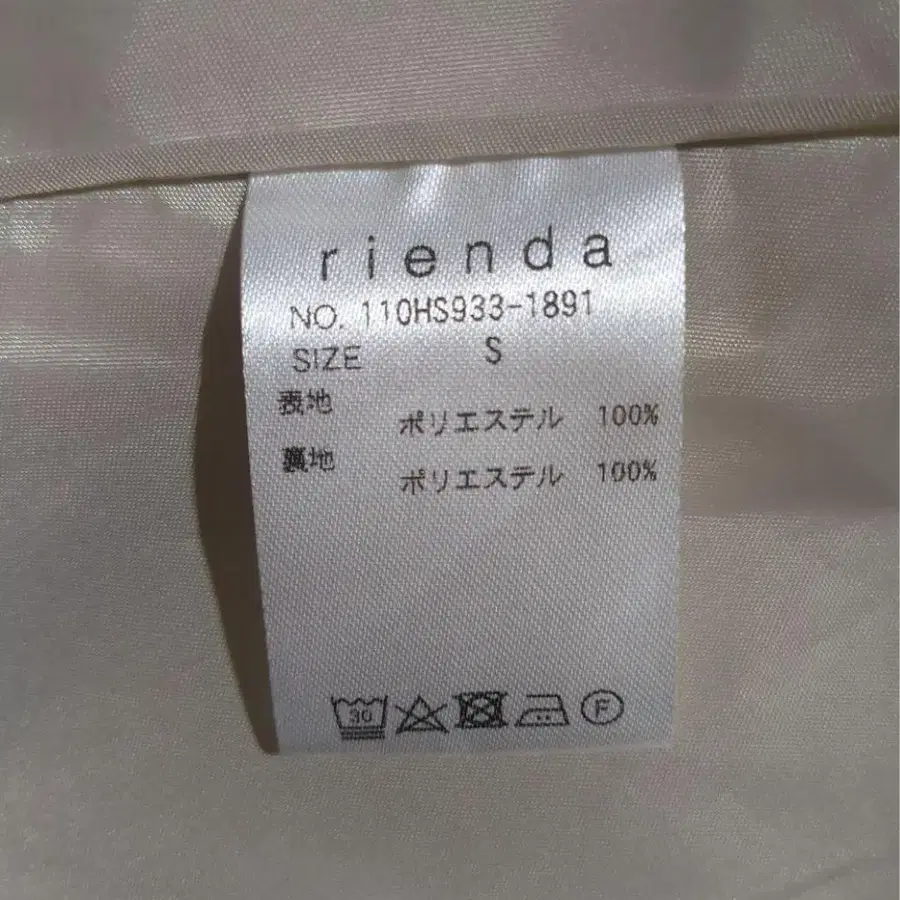 rienda
NO. 110HS933-1891
SIZE S
表地 ポリエステル 100%
裏地 ポリエステル 100%
30 F